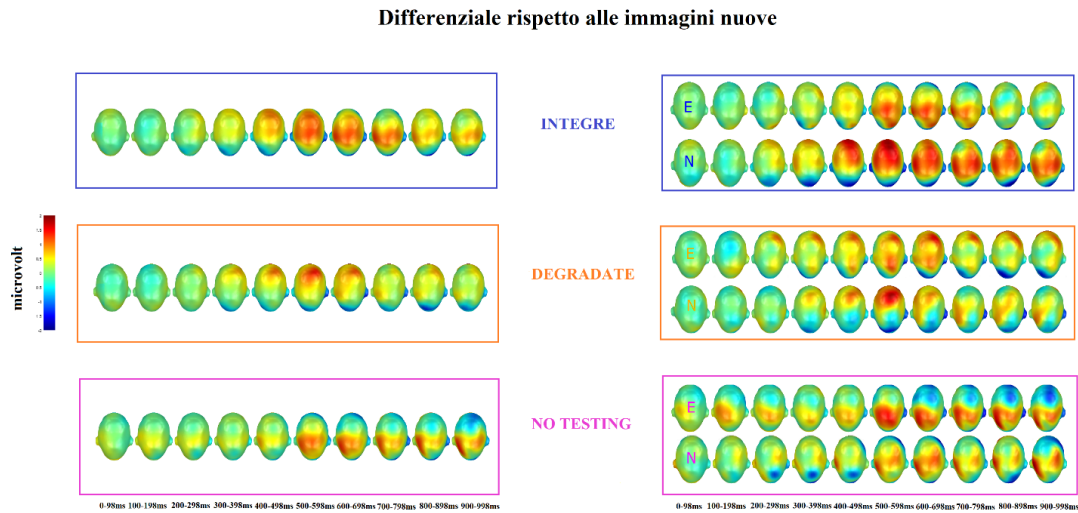 Differenziale rispetto alle immagini nuove
INTEGRE
E
N
microvolt
DEGRADATE
E
N
NO TESTING
E
N
0-98ms 100-198ms 200-298ms 300-398ms 400-498ms 500-598ms 600-698ms 700-798ms 800-898ms 900-998ms
0-98ms 100-198ms 200-298ms 300-398ms 400-498ms 500-598ms 600-698ms 700-798ms 800-898ms 900-998ms